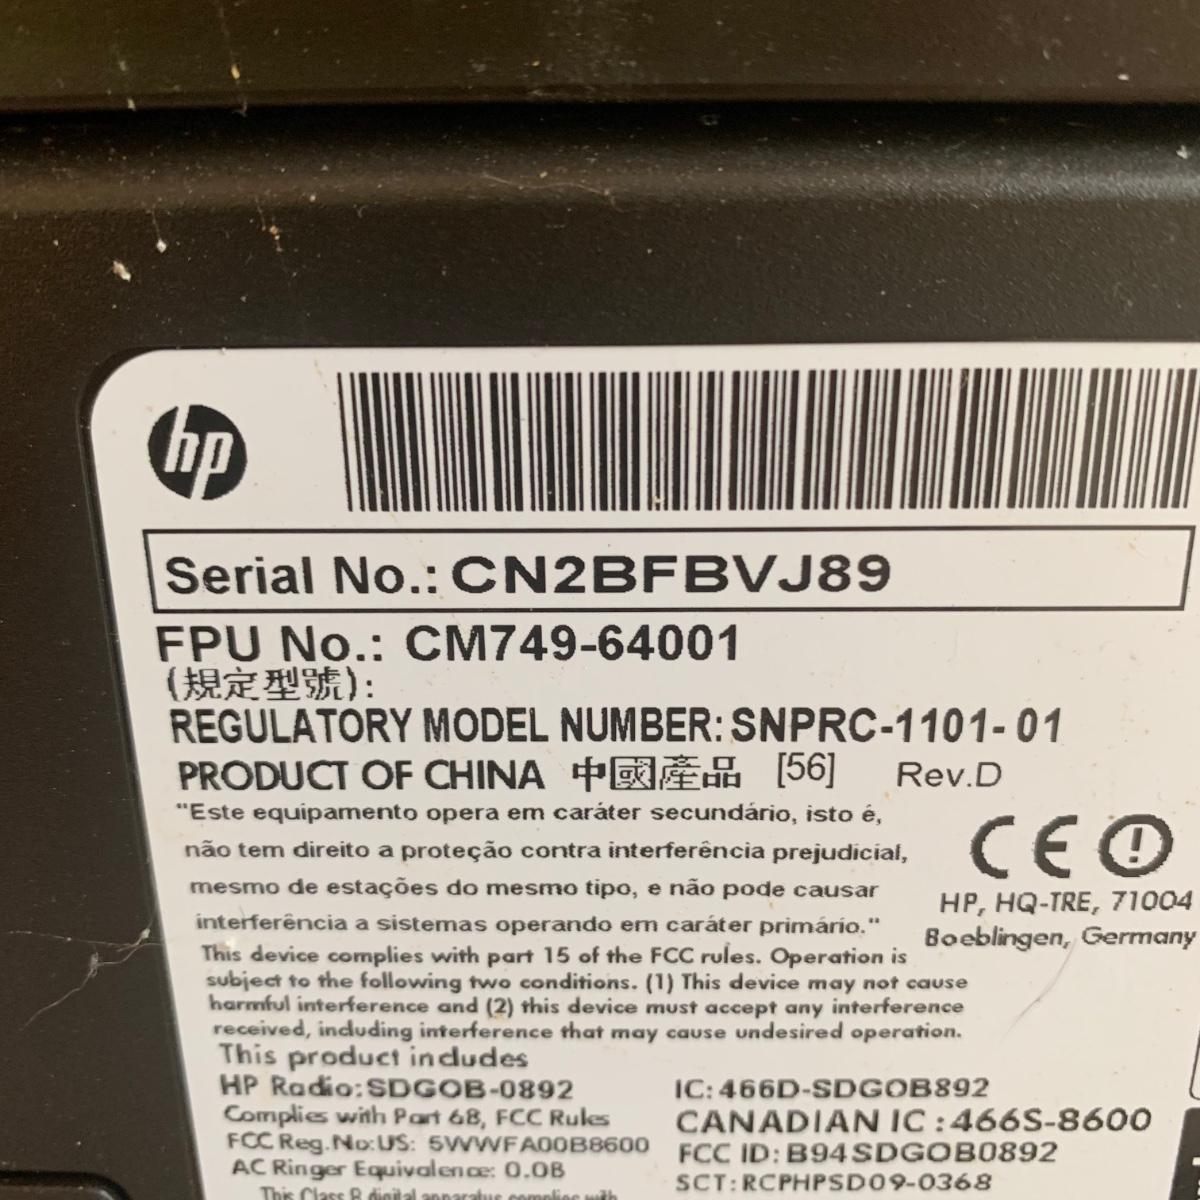 hp
Serial No.: CN2BFBVJ89
FPU No.: CM749-64001
(規定型號):
REGULATORY MODEL NUMBER: SNPRC-1101-01
PRODUCT OF CHINA 中國產品 [56] Rev.D
"Este equipamento opera em caráter secundário, isto é,
não tem direito a proteção contra interferência prejudicial,
mesmo de estações do mesmo tipo, e não pode causar
interferência a sistemas operando em caráter primário."
CE
HP, HQ-TRE, 71004
Boeblingen, Germany
This device complies with part 15 of the FCC rules. Operation is
subject to the following two conditions. (1) This device may not cause
harmful interference and (2) this device must accept any interference
received, including interference that may cause undesired operation.
This product includes
HP Radio:SDGOB-0892
Complies with Part 68, FCC Rules
FCC Reg.No:US: 5WWFA00B8600
AC Ringer Equivalence: 0.0B
This Class B digital apparatus complies with
IC: 466D-SDGOB892
CANADIAN IC : 466S-8600
FCC ID: B94SDGOB0892
SCT: RCPHPSD09-0368